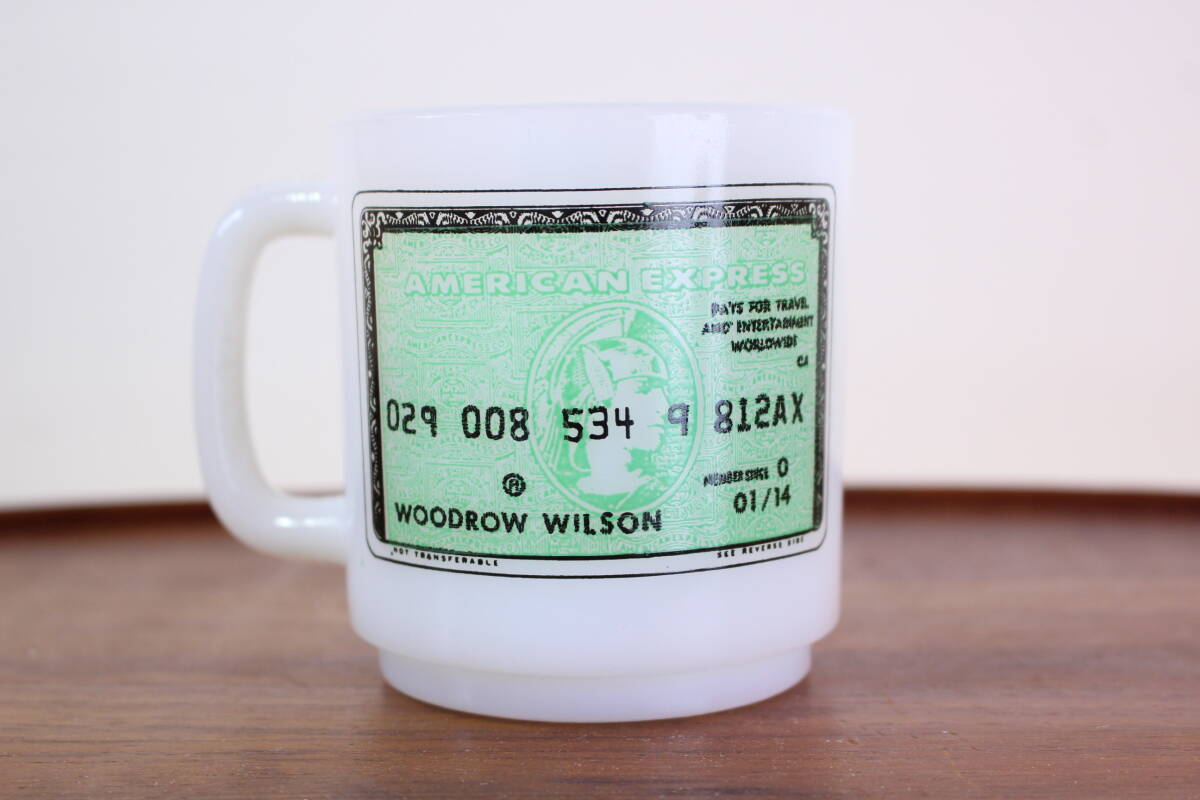 AMERICAN EXPRESS
PAYS FOR TRAVEL
AND ENTERTAINMENT
WORLDWIDE
CA
029 008 534 9 812AX
MEMBER SINCE 0
®
01/14
WOODROW WILSON
NOT TRANSFERABLE
SEE REVERSE SIDE